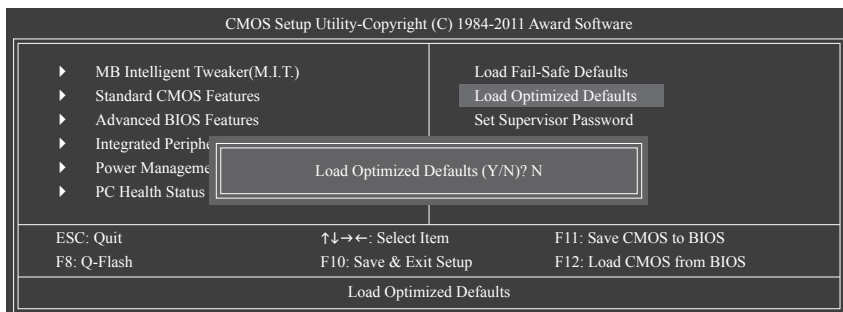 CMOS Setup Utility-Copyright (C) 1984-2011 Award Software
MB Intelligent Tweaker(M.I.T.)
Standard CMOS Features
Advanced BIOS Features
Integrated Periphe
Power Manageme
PC Health Status
Load Fail-Safe Defaults
Load Optimized Defaults
Set Supervisor Password
Load Optimized Defaults (Y/N)? N
ESC: Quit ↑↓→←: Select Item F11: Save CMOS to BIOS
F8: Q-Flash F10: Save & Exit Setup F12: Load CMOS from BIOS
Load Optimized Defaults